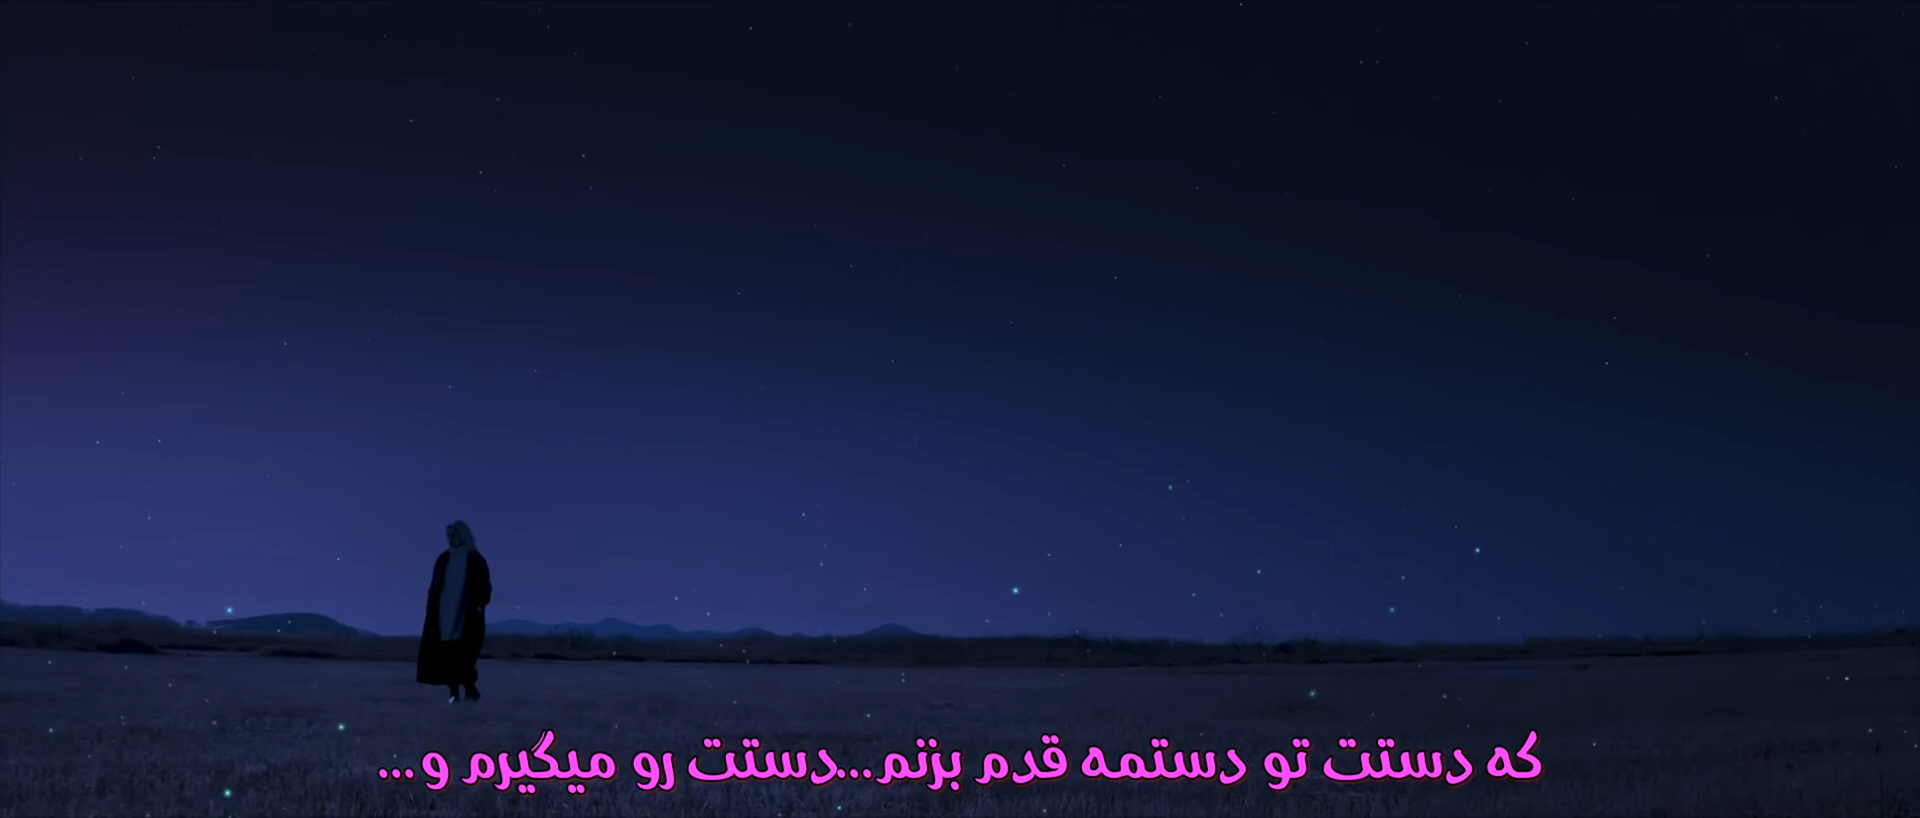 که دستت تو دستمه قدم بزنم...دستت رو میگیرم و...